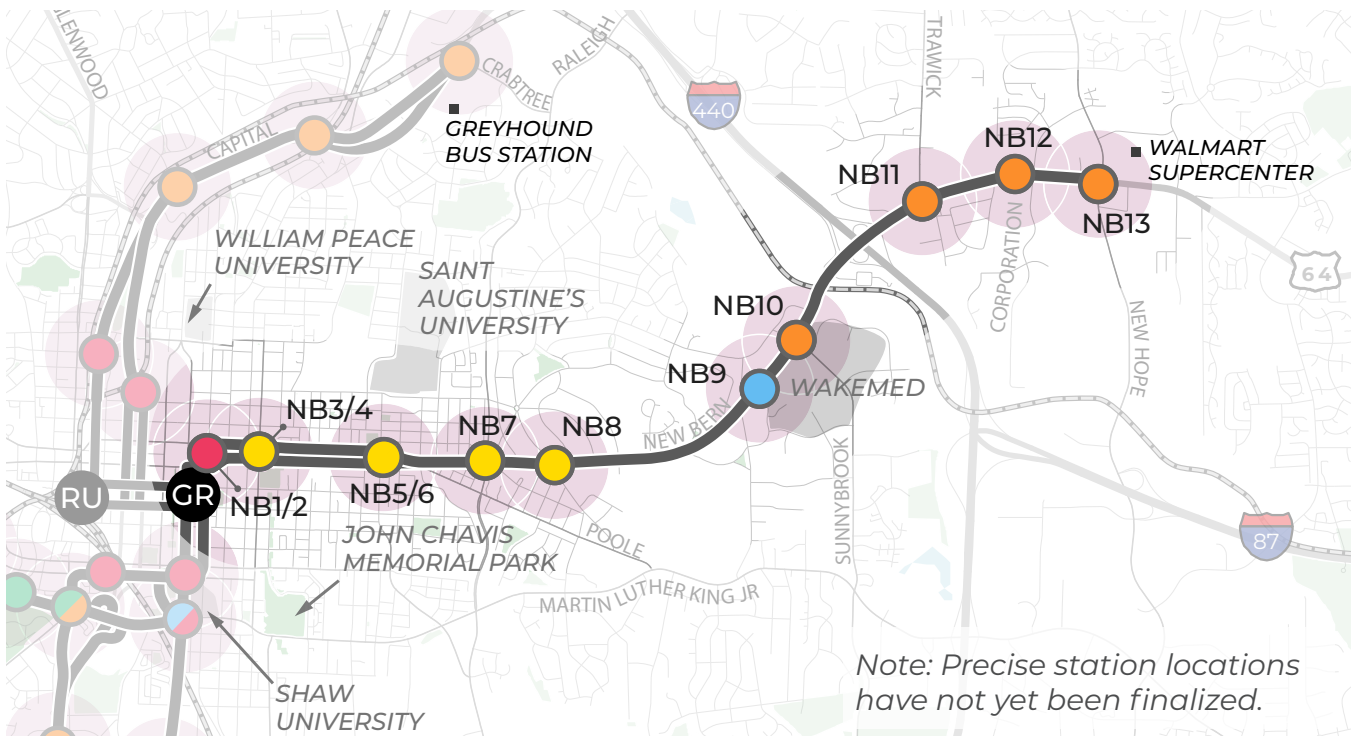 GLENWOOD
CAPITAL
CRABTREE
RALEIGH
440
TRAWICK
GREYHOUND
BUS STATION
NB12
WALMART
SUPERCENTER
NB11
NB13
CORPORATION
WILLIAM PEACE
UNIVERSITY
SAINT
AUGUSTINE'S
UNIVERSITY
64
NB10
NEW HOPE
NB9
WAKEMED
NB3/4
NB7
NB8
NEW BERN
RU
GR
NB1/2
NB5/6
SUNNYBROOK
JOHN CHAVIS
MEMORIAL PARK
POOLE
87
MARTIN LUTHER KING JR
SHAW
UNIVERSITY
Note: Precise station locations
have not yet been finalized.